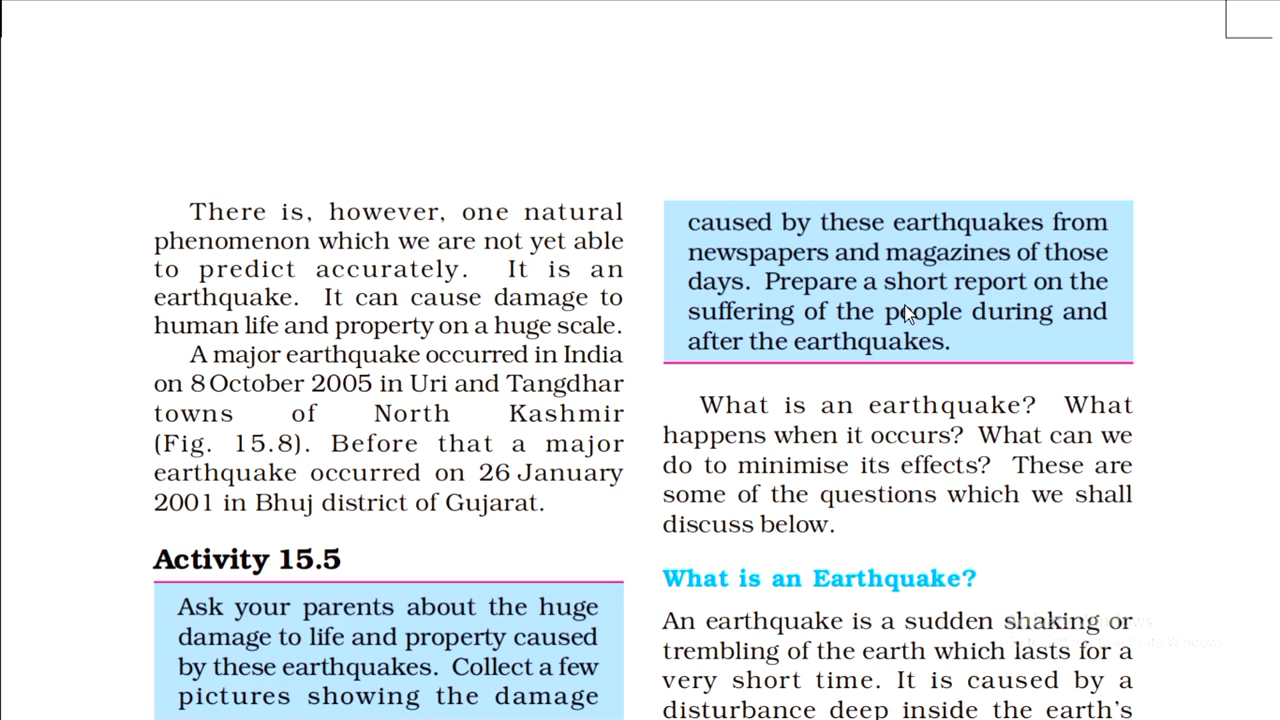 There is, however, one natural
phenomenon which we are not yet able
to predict accurately. It is an
earthquake. It can cause damage to
human life and property on a huge scale.
A major earthquake occurred in India
on 8 October 2005 in Uri and Tangdhar
towns of North Kashmir
(Fig. 15.8). Before that a major
earthquake occurred on 26 January
2001 in Bhuj district of Gujarat.
Activity 15.5
Ask your parents about the huge
damage to life and property caused
by these earthquakes. Collect a few
pictures showing the damage
caused by these earthquakes from
newspapers and magazines of those
days. Prepare a short report on the
suffering of the people during and
after the earthquakes.
What is an earthquake? What
happens when it occurs? What can we
do to minimise its effects? These are
some of the questions which we shall
discuss below.
What is an Earthquake?
An earthquake is a sudden shaking or
trembling of the earth which lasts for a
very short time. It is caused by a
disturbance deep inside the earth's